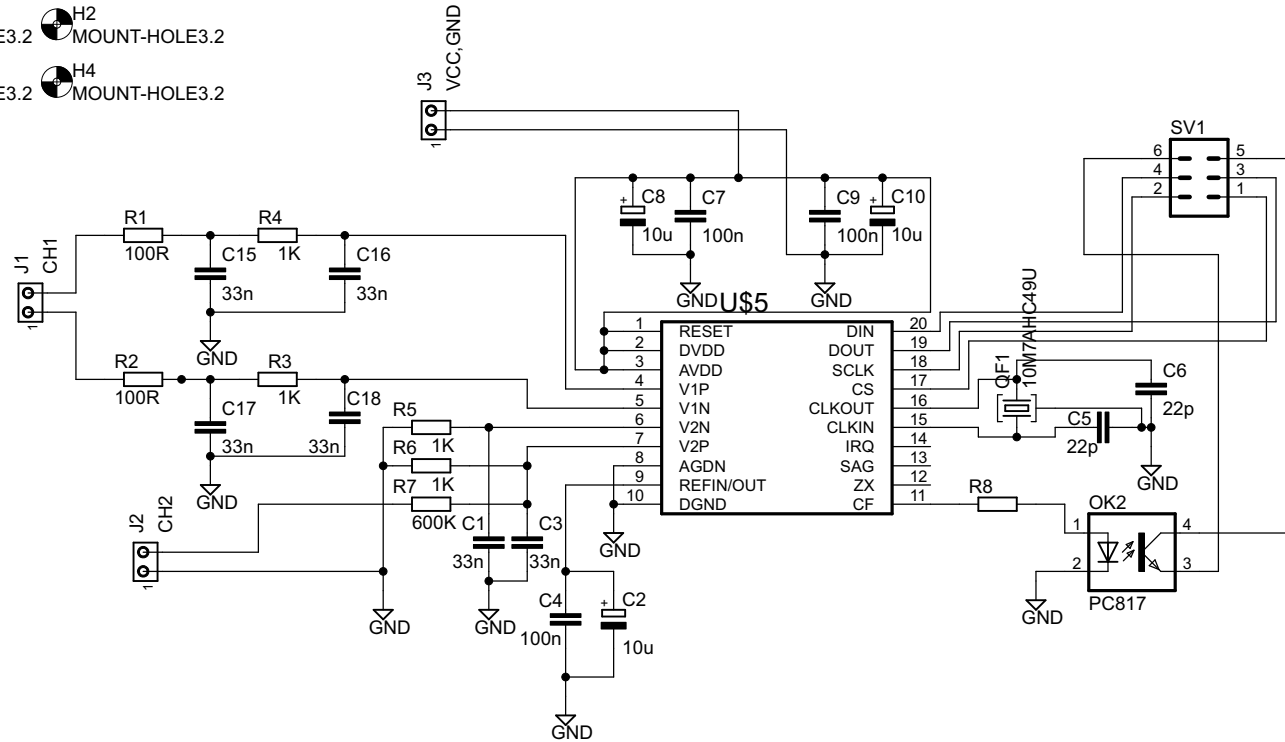 H2
E3.2 MOUNT-HOLE3.2
H4
E3.2 MOUNT-HOLE3.2
J3
VCC,GND
1
SV1
6 5
4 3
2 1
C8
+
10u
C7
100n
C9
100n
C10
+
10u
GND
GND
J1
CH1
1
R1
100R
C15
33n
R4
1K
C16
33n
GND
R2
100R
C17
33n
R3
1K
C18
33n
GND
U$5
1 RESET DIN 20
2 DVDD DOUT 19
3 AVDD SCLK 18
4 V1P CS 17
5 V1N CLKOUT 16
6 V2N CLKIN 15
7 V2P IRQ 14
8 AGDN SAG 13
9 REFIN/OUT ZX 12
10 DGND CF 11
QF1
10M7AHC49U
C6
22p
C5
22p
GND
R5
1K
R6
1K
R7
600K
J2
CH2
1
C1
33n
C3
33n
GND
GND
GND
C4
100n
C2
+
10u
GND
R8
OK2
1 4
2 3
PC817
GND